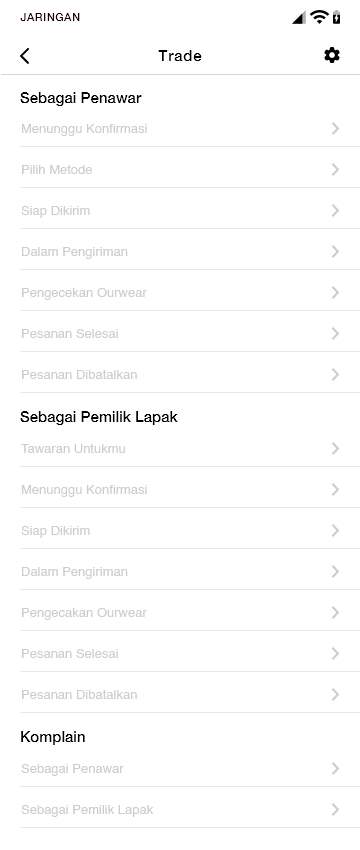 JARINGAN
Trade
Sebagai Penawar
Menunggu Konfirmasi
Pilih Metode
Siap Dikirim
Dalam Pengiriman
Pengecekan Ourwear
Pesanan Selesai
Pesanan Dibatalkan
Sebagai Pemilik Lapak
Tawaran Untukmu
Menunggu Konfirmasi
Siap Dikirim
Dalam Pengiriman
Pengecakan Ourwear
Pesanan Selesai
Pesanan Dibatalkan
Komplain
Sebagai Penawar
Sebagai Pemilik Lapak